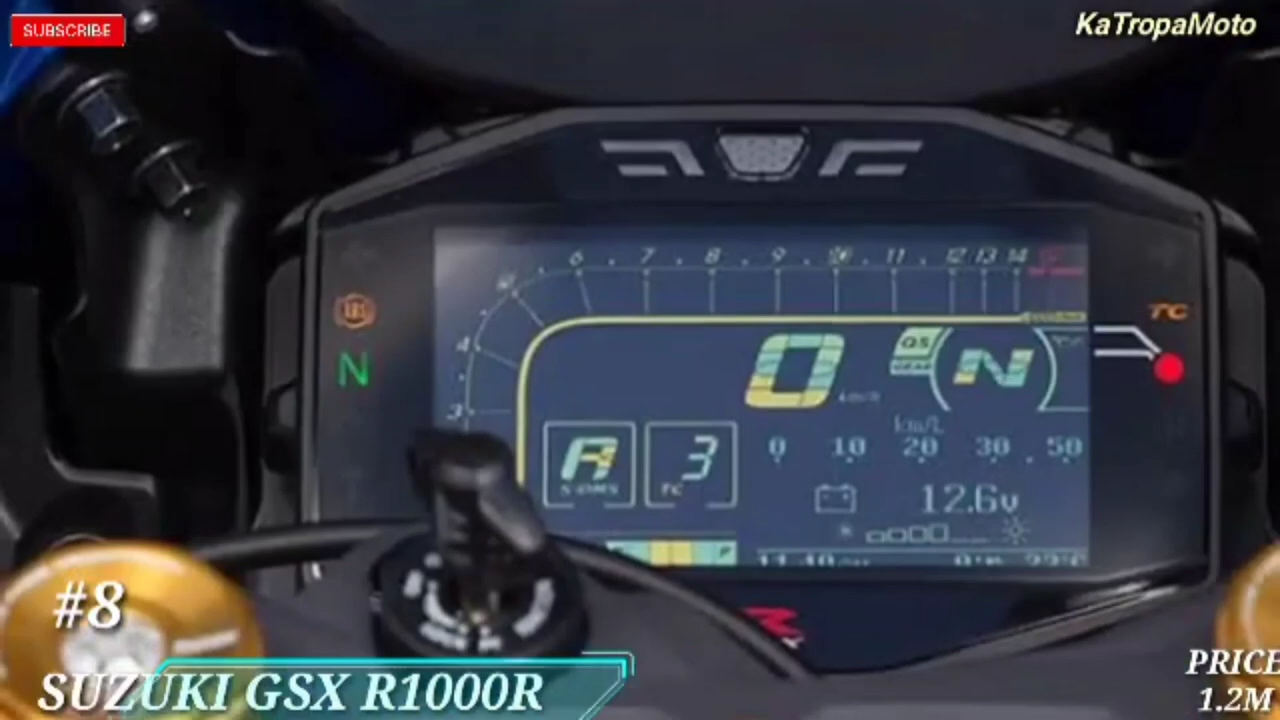 SUBSCRIBE
KaTropaMoto
6 7 8 9 10 11 12 13 14
4
3
TC
N
0
QS
N
km/L
0 10 20 30 50
A
3
TC
12.6v
#8
SUZUKI GSX R1000R
PRICE
1.2M